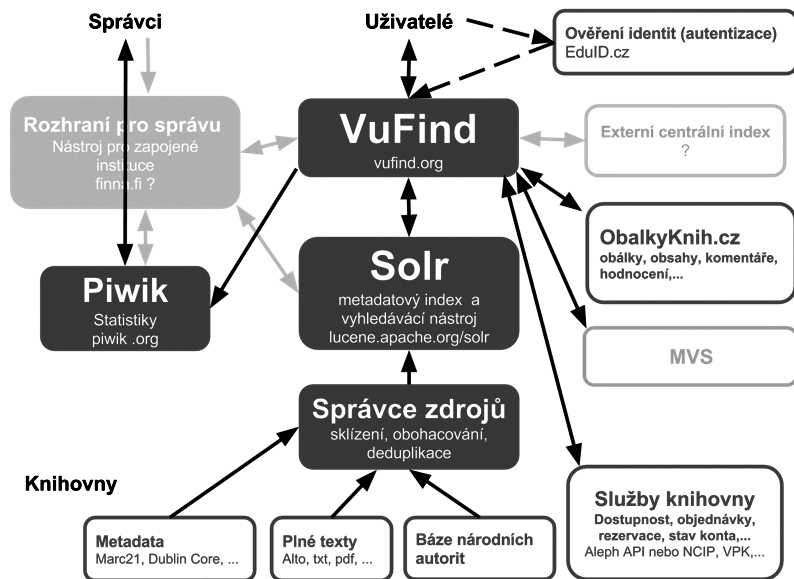 Správci
Uživatelé
Ověření identit (autentizace)
EduID.cz
Rozhraní pro správu
Nástroj pro zapojené
instituce
finna.fi ?
VuFind
vufind.org
Externí centrální index
?
ObalkyKnih.cz
obálky, obsahy, komentáře,
hodnocení,...
Piwik
Statistiky
piwik .org
Solr
metadatový index a
vyhledávácí nástroj
lucene.apache.org/solr
MVS
Správce zdrojů
sklízení, obohacování,
deduplikace
Knihovny
Služby knihovny
Dostupnost, objednávky,
rezervace, stav konta,...
Aleph API nebo NCIP, VPK,...
Metadata
Marc21, Dublin Core, ...
Plné texty
Alto, txt, pdf, ...
Báze národních
autorit